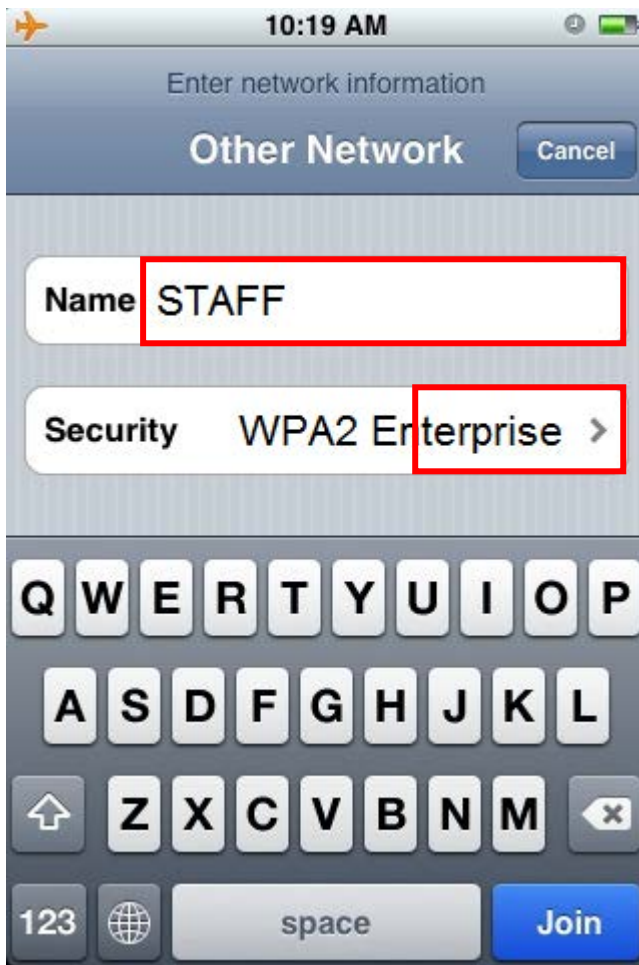 10:19 AM
Enter network information
Other Network Cancel
Name STAFF
Security WPA2 Enterprise >
Q W E R T Y U I O P
A S D F G H J K L
Z X C V B N M
123 space Join